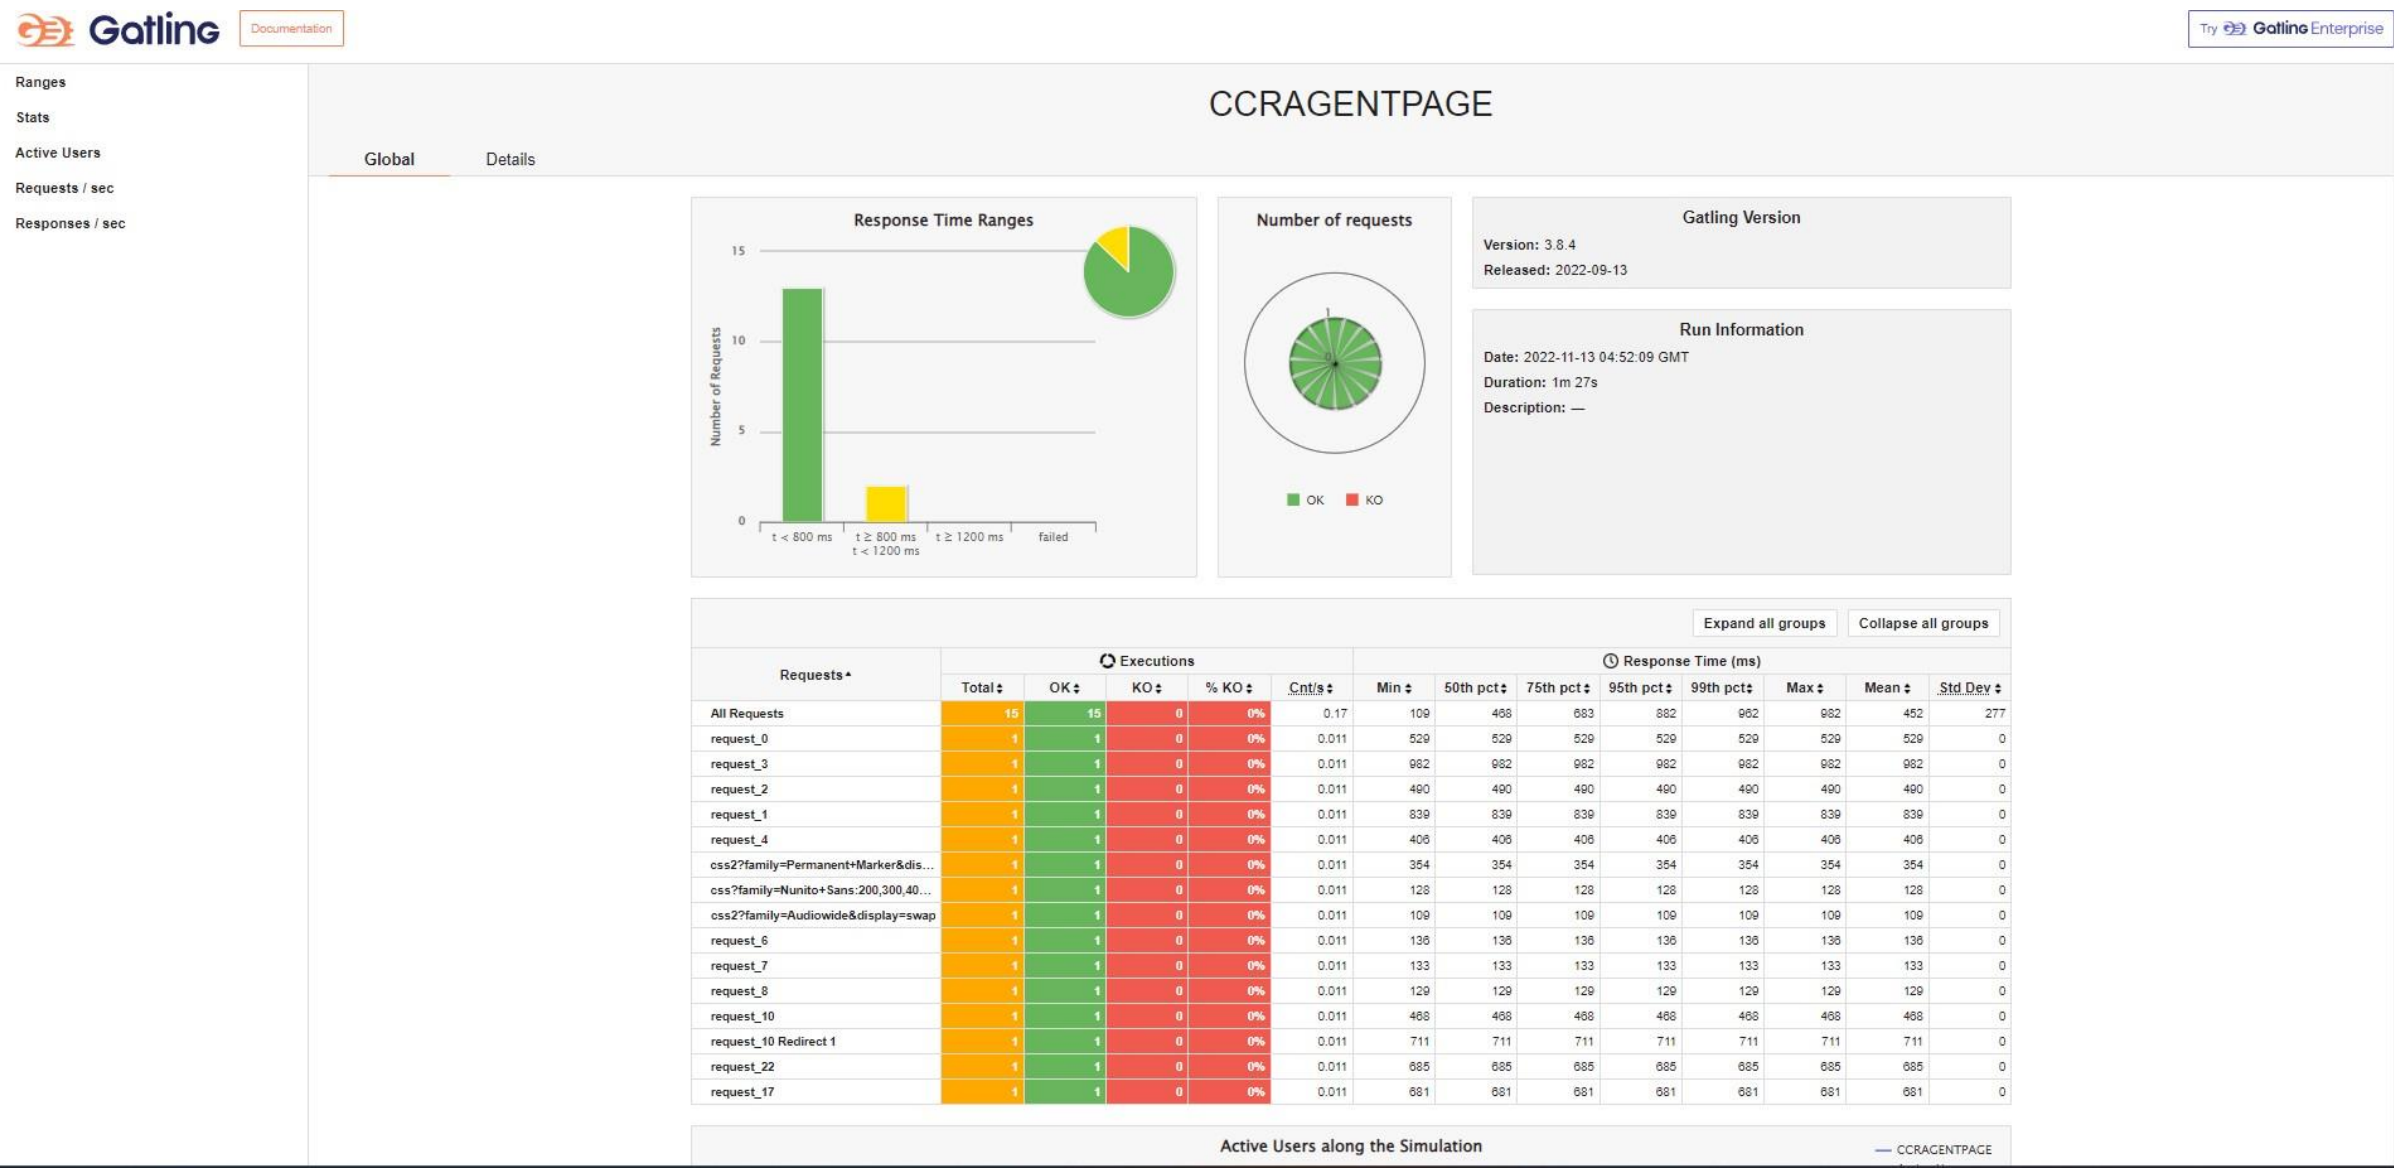 Gatling Documentation Try Gatling Enterprise
Ranges
Stats
Active Users
Requests / sec
Responses / sec
CCRAGENTPAGE
Global Details
Response Time Ranges
Number of Requests
15
10
5
0
t < 800 ms
t ≥ 800 ms
t < 1200 ms
t ≥ 1200 ms
failed
Number of requests
1
0
OK KO
Gatling Version
Version: 3.8.4
Released: 2022-09-13
Run Information
Date: 2022-11-13 04:52:09 GMT
Duration: 1m 27s
Description: —
Expand all groups Collapse all groups
Requests Executions Response Time (ms)
Total OK KO % KO Cnt/s Min 50th pct 75th pct 95th pct 99th pct Max Mean Std Dev
All Requests 15 15 0 0% 0.17 109 468 683 882 962 982 452 277
request_0 1 1 0 0% 0.011 529 529 529 529 529 529 529 0
request_3 1 1 0 0% 0.011 982 982 982 982 982 982 982 0
request_2 1 1 0 0% 0.011 490 490 490 490 490 490 490 0
request_1 1 1 0 0% 0.011 839 839 839 839 839 839 839 0
request_4 1 1 0 0% 0.011 406 406 406 406 406 406 406 0
css2?family=Permanent+Marker&dis... 1 1 0 0% 0.011 354 354 354 354 354 354 354 0
css?family=Nunito+Sans:200,300,40... 1 1 0 0% 0.011 128 128 128 128 128 128 128 0
css2?family=Audiowide&display=swap 1 1 0 0% 0.011 109 109 109 109 109 109 109 0
request_6 1 1 0 0% 0.011 136 136 136 136 136 136 136 0
request_7 1 1 0 0% 0.011 133 133 133 133 133 133 133 0
request_8 1 1 0 0% 0.011 129 129 129 129 129 129 129 0
request_10 1 1 0 0% 0.011 468 468 468 468 468 468 468 0
request_10 Redirect 1 1 1 0 0% 0.011 711 711 711 711 711 711 711 0
request_22 1 1 0 0% 0.011 685 685 685 685 685 685 685 0
request_17 1 1 0 0% 0.011 681 681 681 681 681 681 681 0
Active Users along the Simulation
CCRAGENTPAGE